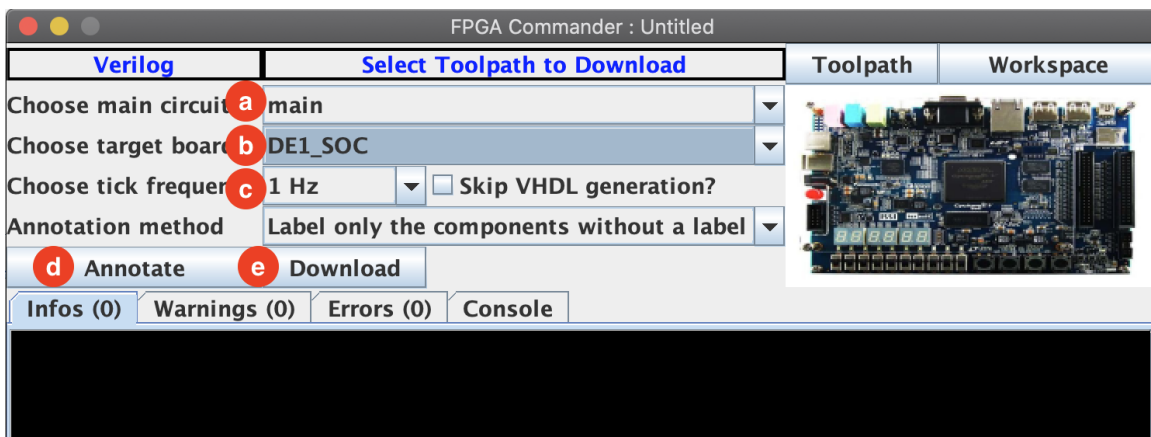 FPGA Commander : Untitled
Verilog Select Toolpath to Download Toolpath Workspace
Choose main circuit a main
Choose target board b DE1_SOC
Choose tick frequen c 1 Hz Skip VHDL generation?
Annotation method Label only the components without a label
d Annotate e Download
Infos (0) Warnings (0) Errors (0) Console